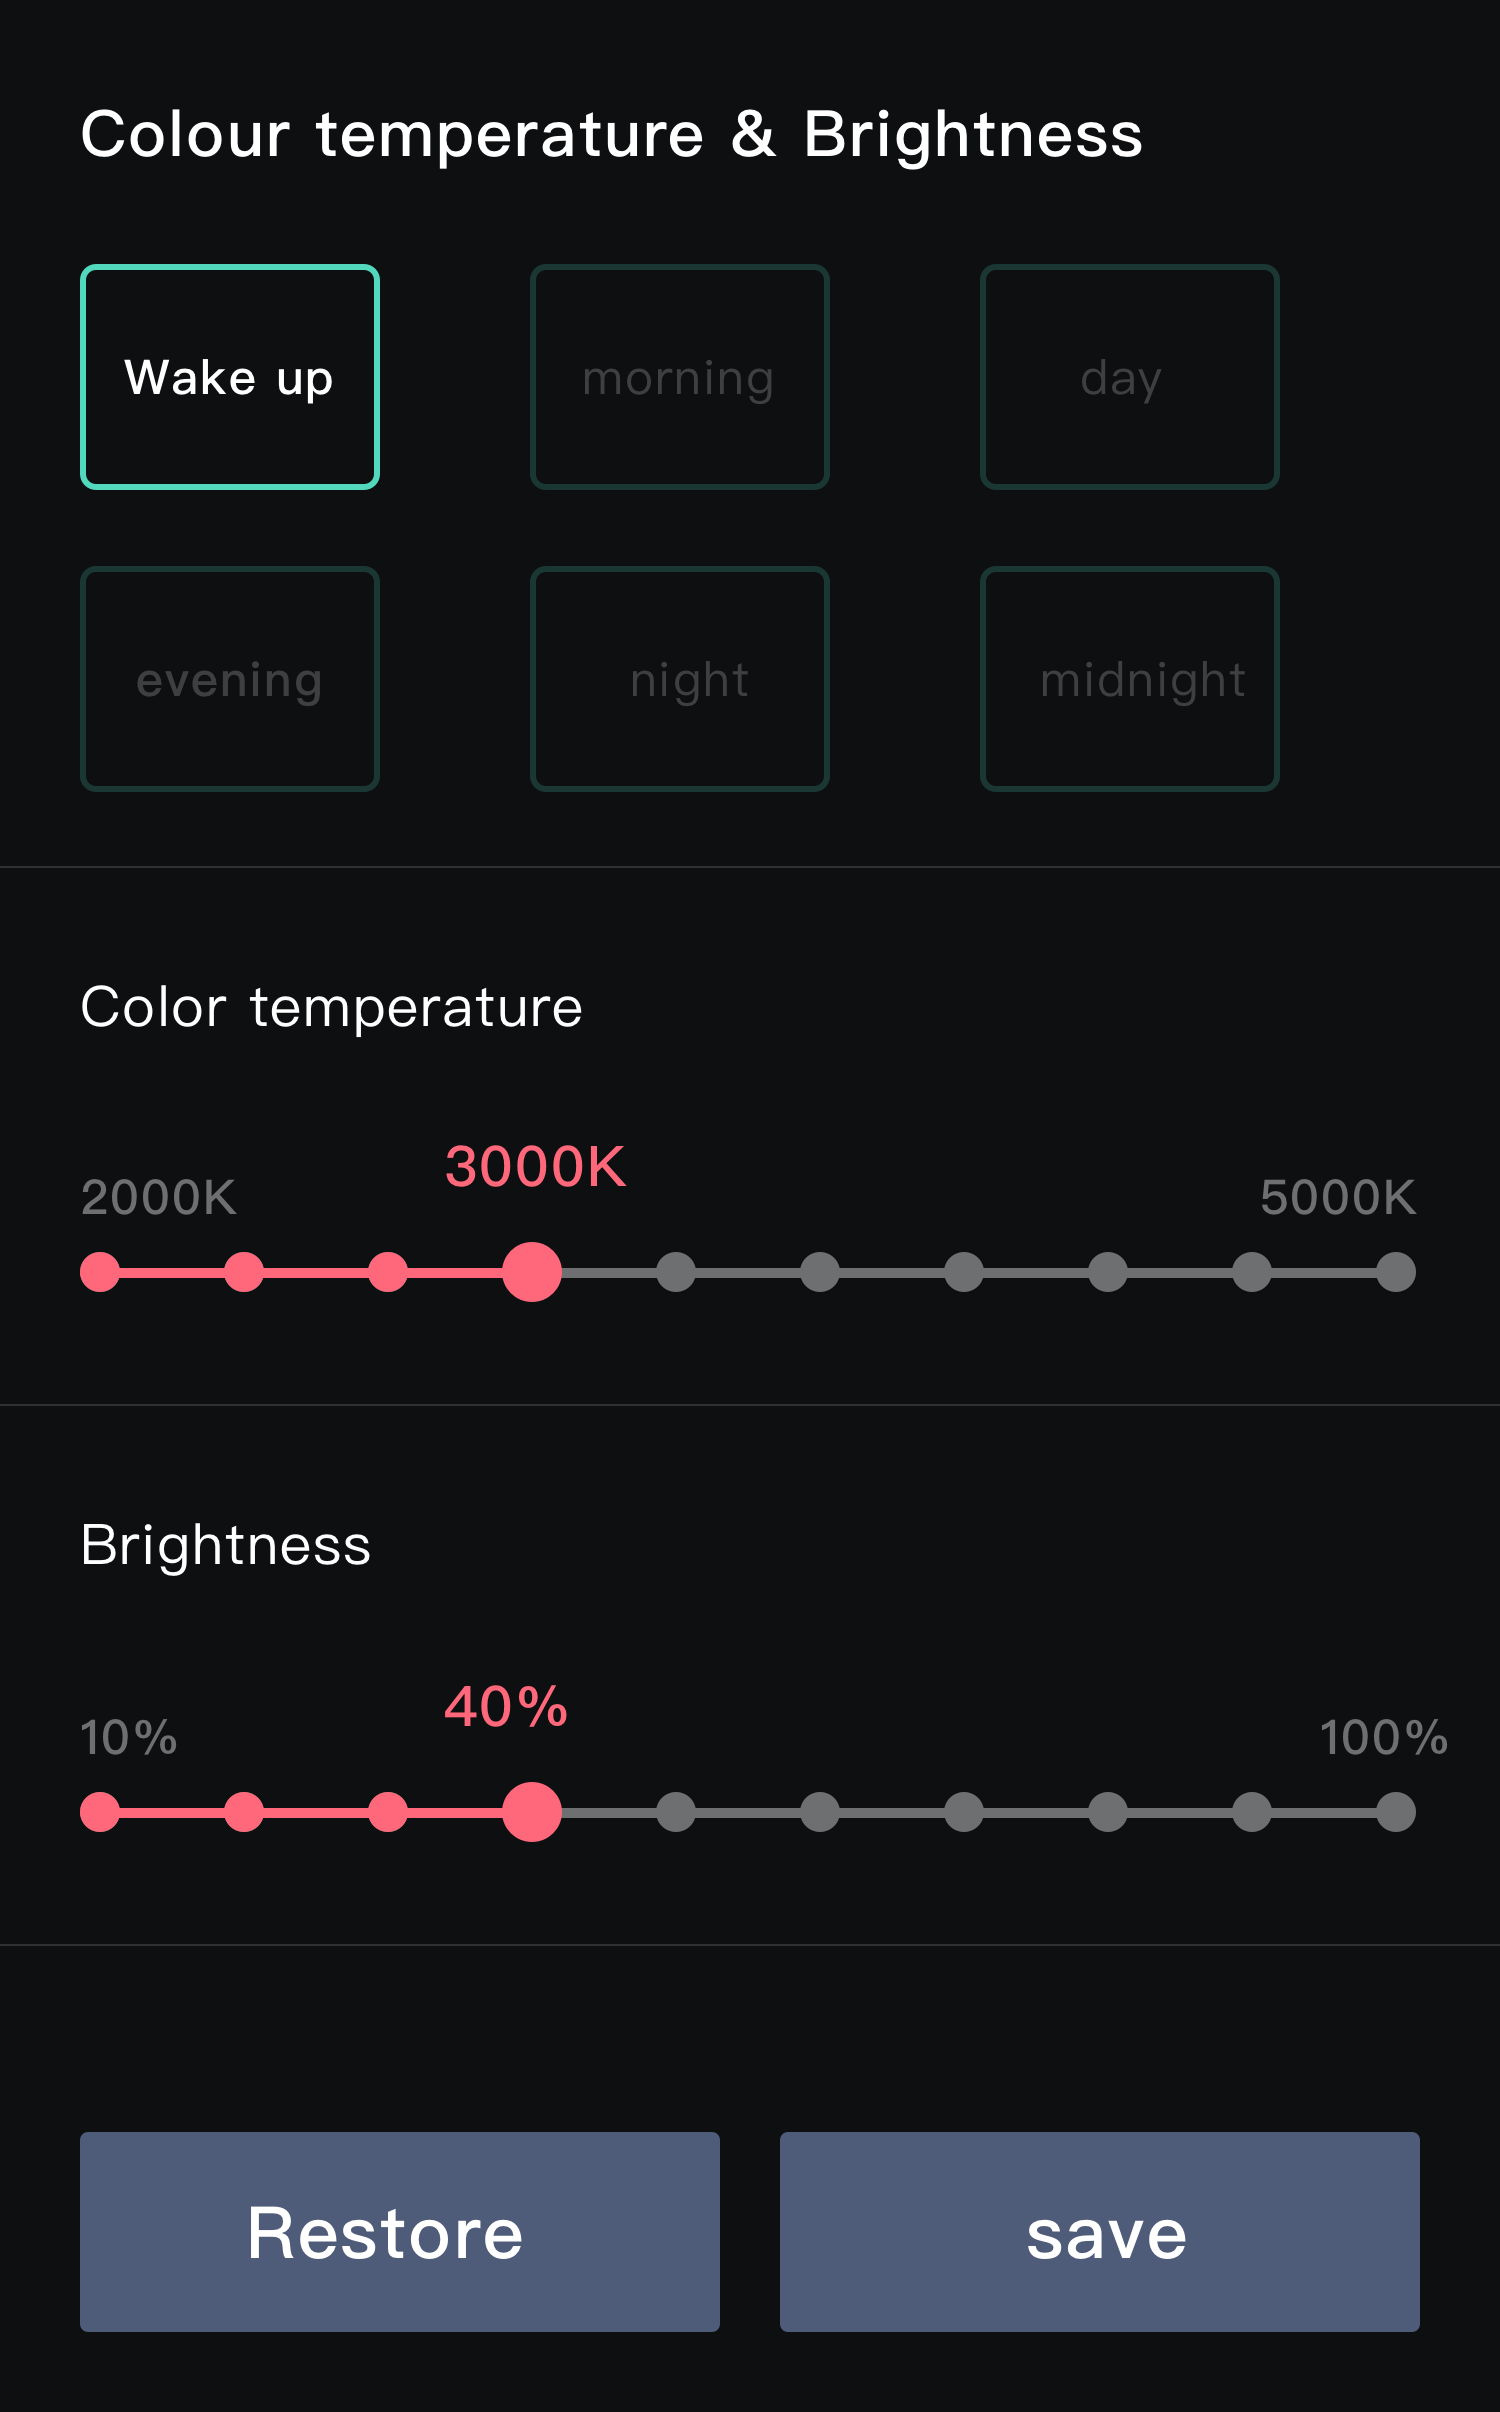 Colour temperature & Brightness
Wake up
morning
day
evening
night
midnight
Color temperature
2000K
3000K
5000K
Brightness
10%
40%
100%
Restore
save